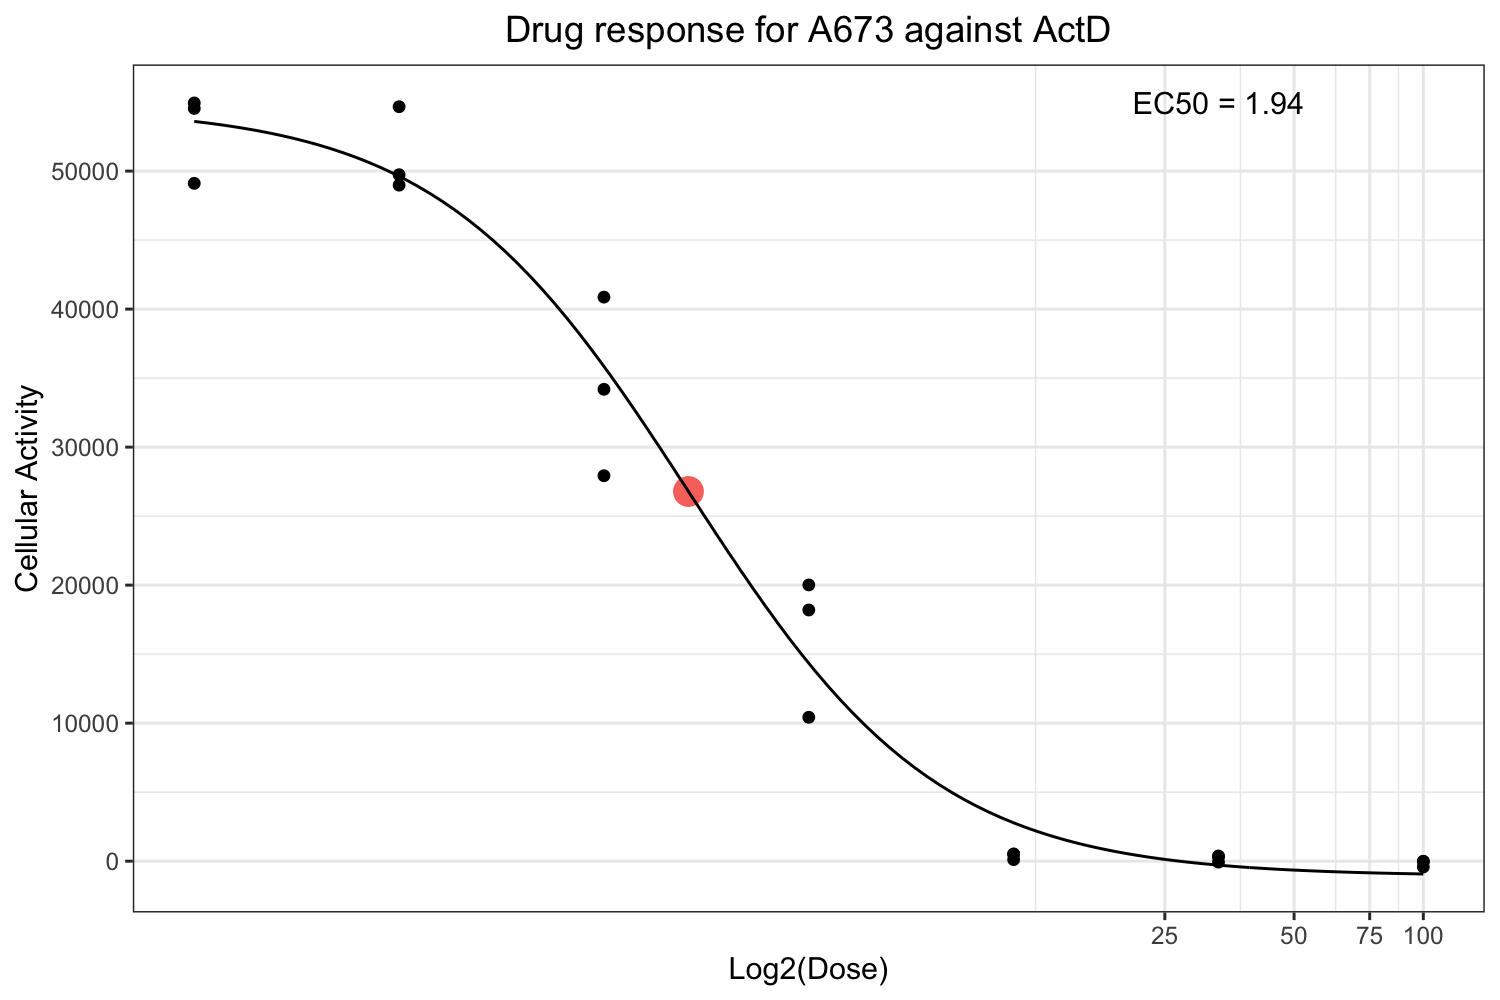 Drug response for A673 against ActD
EC50 = 1.94
Cellular Activity
50000
40000
30000
20000
10000
0
25 50 75 100
Log2(Dose)